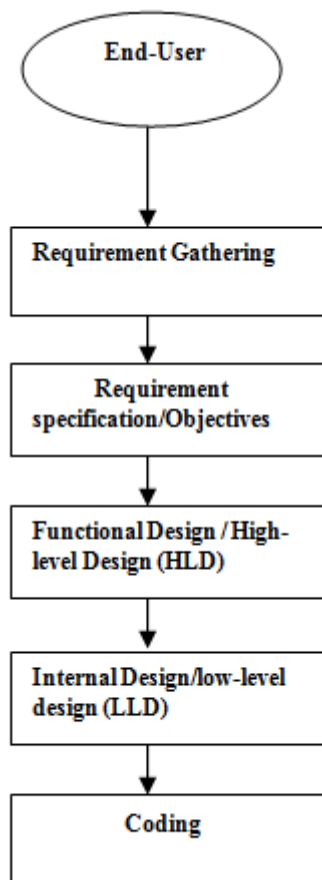 End-User
Requirement Gathering
Requirement
specification/Objectives
Functional Design / High-
level Design (HLD)
Internal Design/low-level
design (LLD)
Coding